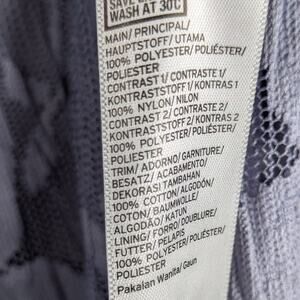 SAVE
WASH AT 30C
MAIN/ PRINCIPAL/
HAUPTSTOFF/ UTAMA
100% POLYESTER/ POLIÉSTER/
POLIESTER
CONTRAST 1/ CONTRASTE 1/
KONTRASTSTOFF 1/ KONTRAS 1
100% NYLON/ NILON
CONTRAST 2/ CONTRASTE 2/
KONTRASTSTOFF 2/ KONTRAS 2
100% POLYESTER/ POLIÉSTER/
POLIESTER
TRIM/ ADORNO/ GARNITURE/
BESATZ/ ACABAMENTO/
DEKORASI TAMBAHAN
100% COTTON/ ALGODÓN/
COTON/ BAUMWOLLE/
ALGODÃO/ KATUN
LINING/ FORRO/ DOUBLURE/
FUTTER/ PELAPIS
100% POLYESTER/ POLIÉSTER/
POLIESTER
Pakaian Wanita/ Gaun